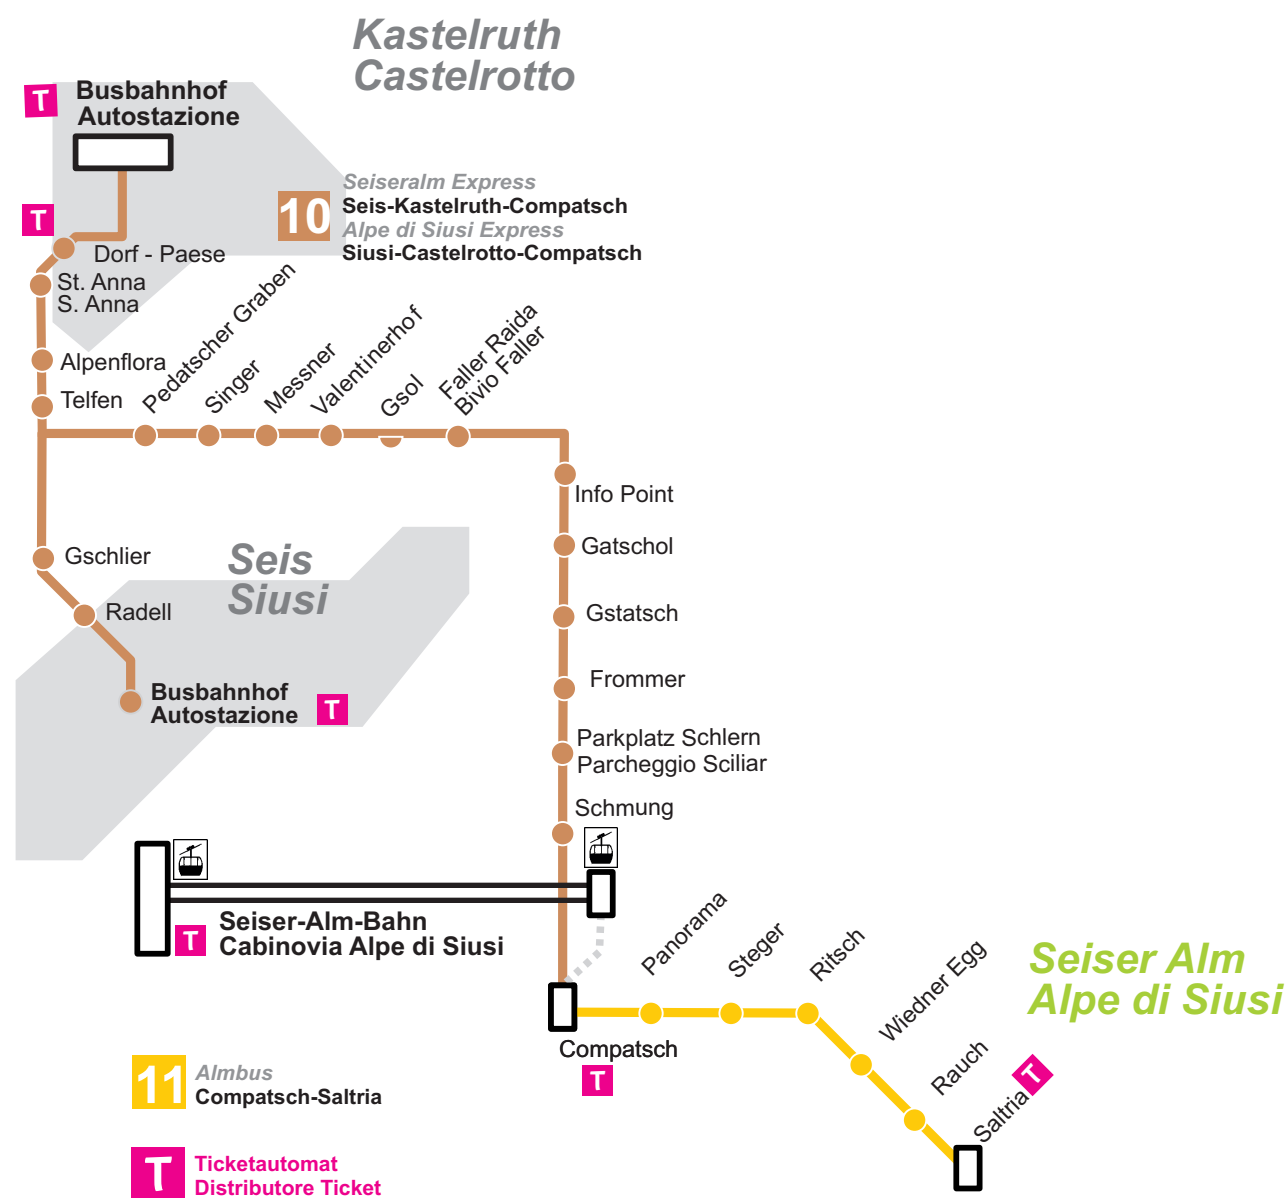 Kastelruth
Castelrotto
T
Busbahnhof
Autostazione
T
10
Seiseralm Express
Seis-Kastelruth-Compatsch
Alpe di Siusi Express
Siusi-Castelrotto-Compatsch
Dorf - Paese
St. Anna
S. Anna
Alpenflora
Telfen
Pedatscher Graben
Singer
Messner
Valentinerhof
Gsol
Faller Raida
Bivio Faller
Info Point
Gatschol
Gstatsch
Frommer
Parkplatz Schlern
Parcheggio Sciliar
Schmung
Gschlier
Seis
Siusi
Radell
Busbahnhof
Autostazione
T
T
Seiser-Alm-Bahn
Cabinovia Alpe di Siusi
Compatsch
T
Panorama
Steger
Ritsch
Wiedner Egg
Rauch
Saltria
T
Seiser Alm
Alpe di Siusi
11
Almbus
Compatsch-Saltria
T
Ticketautomat
Distributore Ticket